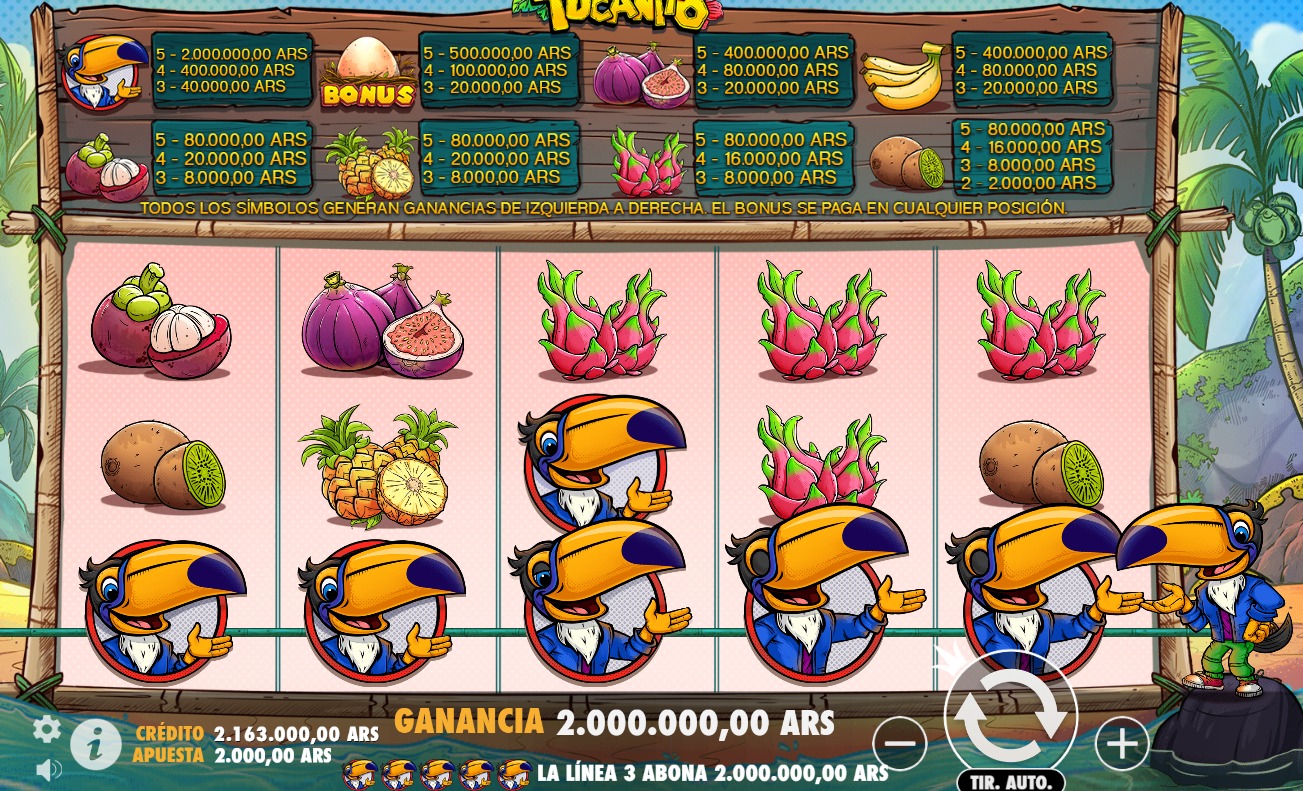 TUCANITO
5 - 2.000.000,00 ARS
4 - 400.000,00 ARS
3 - 40.000,00 ARS
BONUS
5 - 500.000,00 ARS
4 - 100.000,00 ARS
3 - 20.000,00 ARS
5 - 400.000,00 ARS
4 - 80.000,00 ARS
3 - 20.000,00 ARS
5 - 400.000,00 ARS
4 - 80.000,00 ARS
3 - 20.000,00 ARS
5 - 80.000,00 ARS
4 - 20.000,00 ARS
3 - 8.000,00 ARS
5 - 80.000,00 ARS
4 - 20.000,00 ARS
3 - 8.000,00 ARS
5 - 80.000,00 ARS
4 - 16.000,00 ARS
3 - 8.000,00 ARS
5 - 80.000,00 ARS
4 - 16.000,00 ARS
3 - 8.000,00 ARS
2 - 2.000,00 ARS
TODOS LOS SÍMBOLOS GENERAN GANANCIAS DE IZQUIERDA A DERECHA. EL BONUS SE PAGA EN CUALQUIER POSICIÓN.
CRÉDITO 2.163.000,00 ARS
APUESTA 2.000,00 ARS
GANANCIA 2.000.000,00 ARS
LA LÍNEA 3 ABONA 2.000.000,00 ARS
TIR. AUTO.